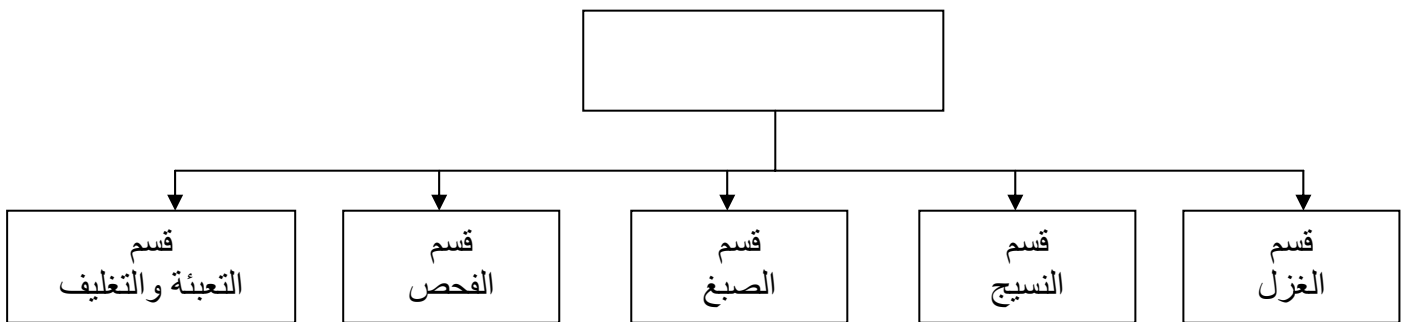 قسم
الغزل
قسم
النسيج
قسم
الصبغ
قسم
الفحص
قسم
التعبئة والتغليف